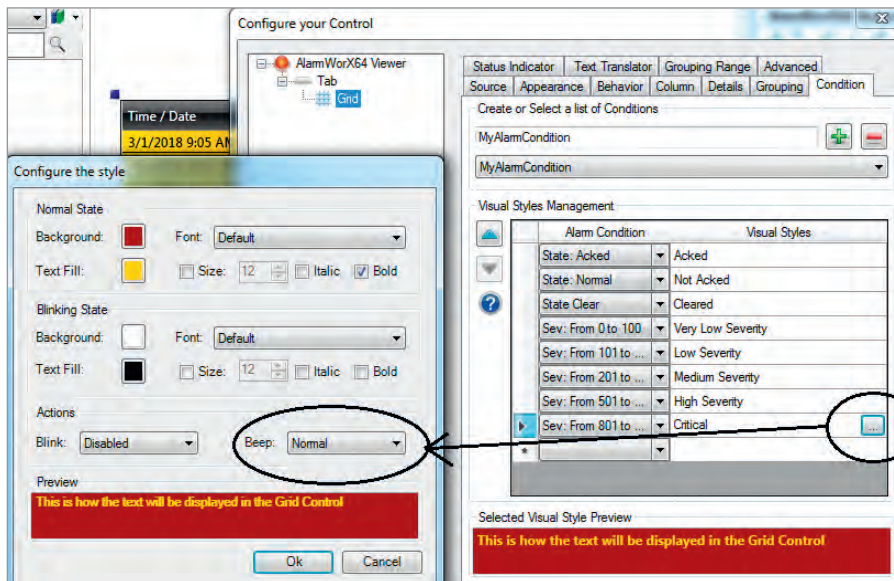 Configure your Control
AlarmWorX64 Viewer
Tab
Grid
Time / Date
3/1/2018 9:05 AM
Status Indicator Text Translator Grouping Range Advanced
Source Appearance Behavior Column Details Grouping Condition
Create or Select a list of Conditions
MyAlarmCondition
MyAlarmCondition
Visual Styles Management
Alarm Condition Visual Styles
State: Acked Acked
State: Normal Not Acked
State Clear Cleared
Sev: From 0 to 100 Very Low Severity
Sev: From 101 to ... Low Severity
Sev: From 201 to ... Medium Severity
Sev: From 501 to ... High Severity
Sev: From 801 to ... Critical ...
*
Selected Visual Style Preview
This is how the text will be displayed in the Grid Control
Configure the style
Normal State
Background: Font: Default
Text Fill: Size: 12 Italic Bold
Blinking State
Background: Font: Default
Text Fill: Size: 12 Italic Bold
Actions
Blink: Disabled Beep: Normal
Preview
This is how the text will be displayed in the Grid Control
Ok Cancel